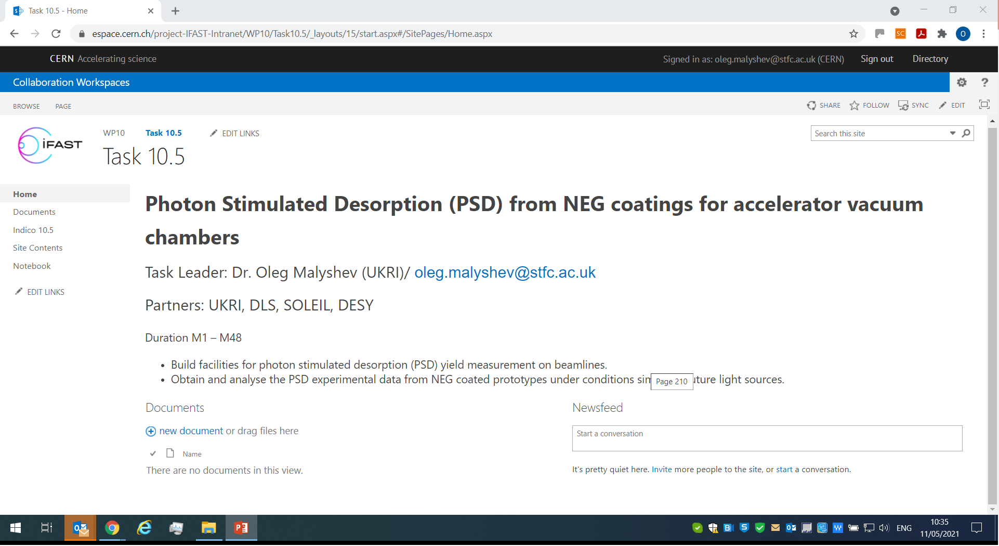 Task 10.5 - Home
espace.cern.ch/project-IFAST-Intranet/WP10/Task10.5/_layouts/15/start.aspx#/SitePages/Home.aspx
SC
O
CERN Accelerating science
Signed in as: oleg.malyshev@stfc.ac.uk (CERN) Sign out Directory
Collaboration Workspaces
?
BROWSE PAGE
SHARE FOLLOW SYNC EDIT
iFAST
WP10 Task 10.5 EDIT LINKS
Search this site
Task 10.5
Home
Documents
Indico 10.5
Site Contents
Notebook
EDIT LINKS
Photon Stimulated Desorption (PSD) from NEG coatings for accelerator vacuum
chambers
Task Leader: Dr. Oleg Malyshev (UKRI)/ oleg.malyshev@stfc.ac.uk
Partners: UKRI, DLS, SOLEIL, DESY
Duration M1 – M48
• Build facilities for photon stimulated desorption (PSD) yield measurement on beamlines.
• Obtain and analyse the PSD experimental data from NEG coated prototypes under conditions light sources.
Page 210
Documents
new document or drag files here
Name
There are no documents in this view.
Newsfeed
Start a conversation
It's pretty quiet here. Invite more people to the site, or start a conversation.
ENG
10:35
11/05/2021